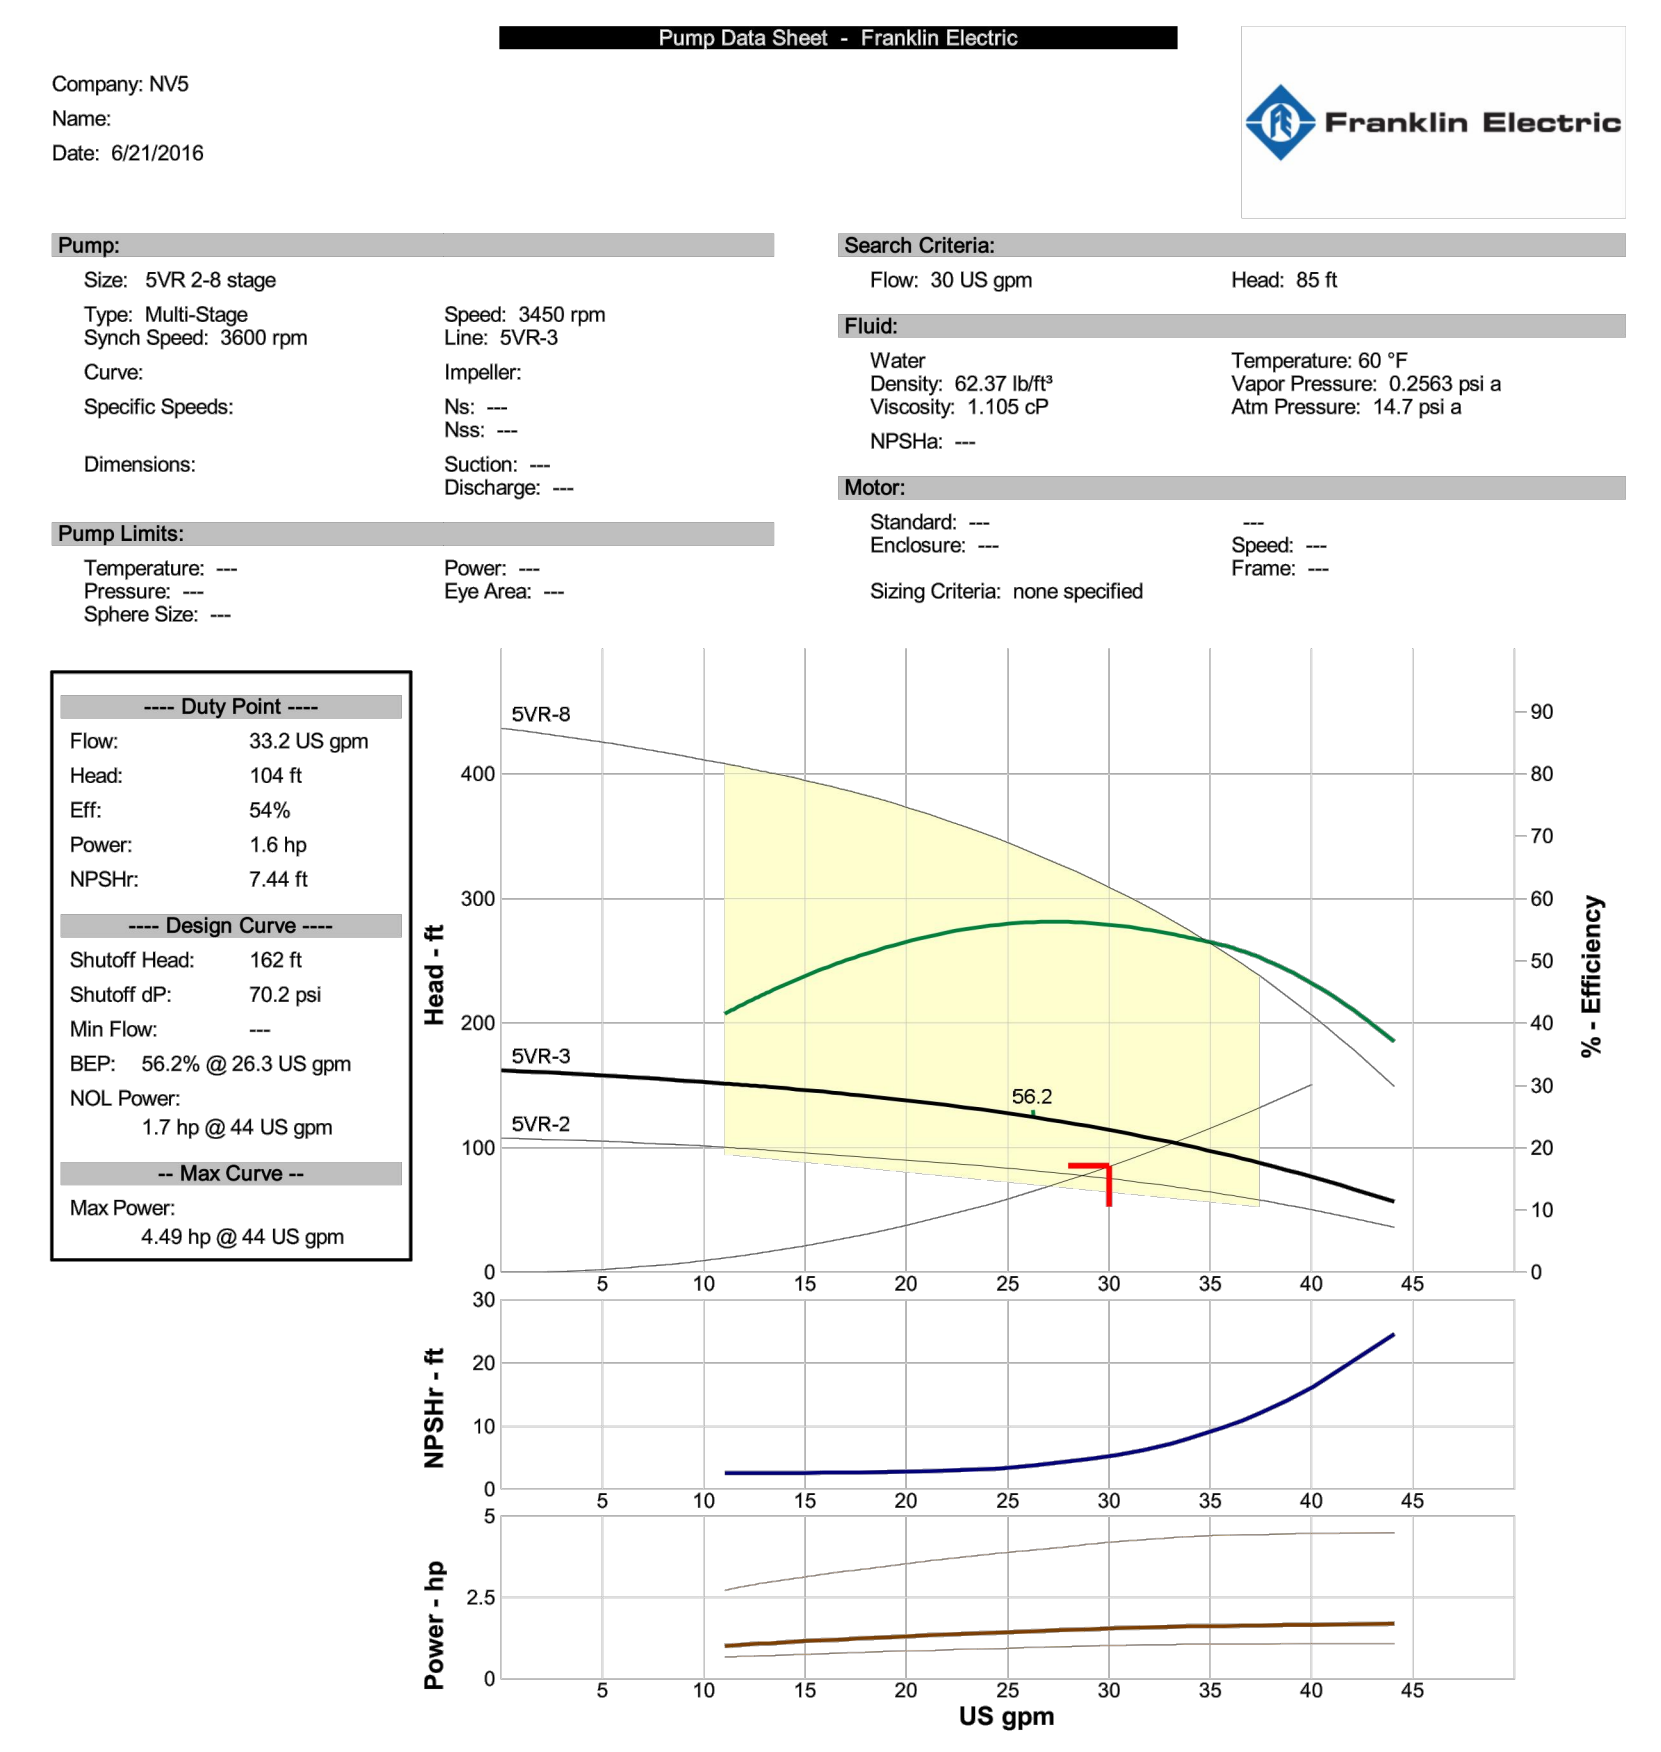 Pump Data Sheet - Franklin Electric
Company: NV5
Name:
Date: 6/21/2016
Franklin Electric
Pump:
Size: 5VR 2-8 stage
Type: Multi-Stage
Speed: 3450 rpm
Synch Speed: 3600 rpm
Line: 5VR-3
Curve:
Impeller:
Specific Speeds:
Ns: ---
Nss: ---
Dimensions:
Suction: ---
Discharge: ---
Pump Limits:
Temperature: ---
Power: ---
Pressure: ---
Eye Area: ---
Sphere Size: ---
Search Criteria:
Flow: 30 US gpm
Head: 85 ft
Fluid:
Water
Temperature: 60 °F
Density: 62.37 lb/ft³
Vapor Pressure: 0.2563 psi a
Viscosity: 1.105 cP
Atm Pressure: 14.7 psi a
NPSHa: ---
Motor:
Standard: ---
---
Enclosure: ---
Speed: ---
Frame: ---
Sizing Criteria: none specified
---- Duty Point ----
Flow: 33.2 US gpm
Head: 104 ft
Eff: 54%
Power: 1.6 hp
NPSHr: 7.44 ft
---- Design Curve ----
Shutoff Head: 162 ft
Shutoff dP: 70.2 psi
Min Flow: ---
BEP: 56.2% @ 26.3 US gpm
NOL Power:
1.7 hp @ 44 US gpm
-- Max Curve --
Max Power:
4.49 hp @ 44 US gpm
Head - ft
400
300
200
100
0
5VR-8
5VR-3
5VR-2
56.2
90
80
70
60
50
40
30
20
10
0
% - Efficiency
5 10 15 20 25 30 35 40 45
NPSHr - ft
30
20
10
0
5 10 15 20 25 30 35 40 45
Power - hp
5
2.5
0
5 10 15 20 25 30 35 40 45
US gpm